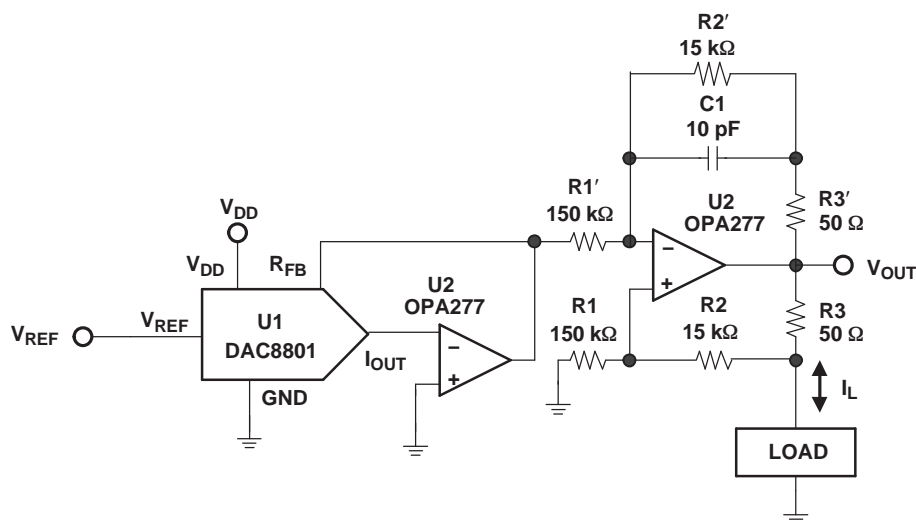 R2′
15 kΩ
C1
10 pF
R1′
150 kΩ
U2
OPA277
R3′
50 Ω
V_DD
V_DD
R_FB
U2
OPA277
−
+
V_OUT
V_REF
V_REF
U1
DAC8801
I_OUT
−
+
R1
150 kΩ
R2
15 kΩ
R3
50 Ω
GND
I_L
LOAD